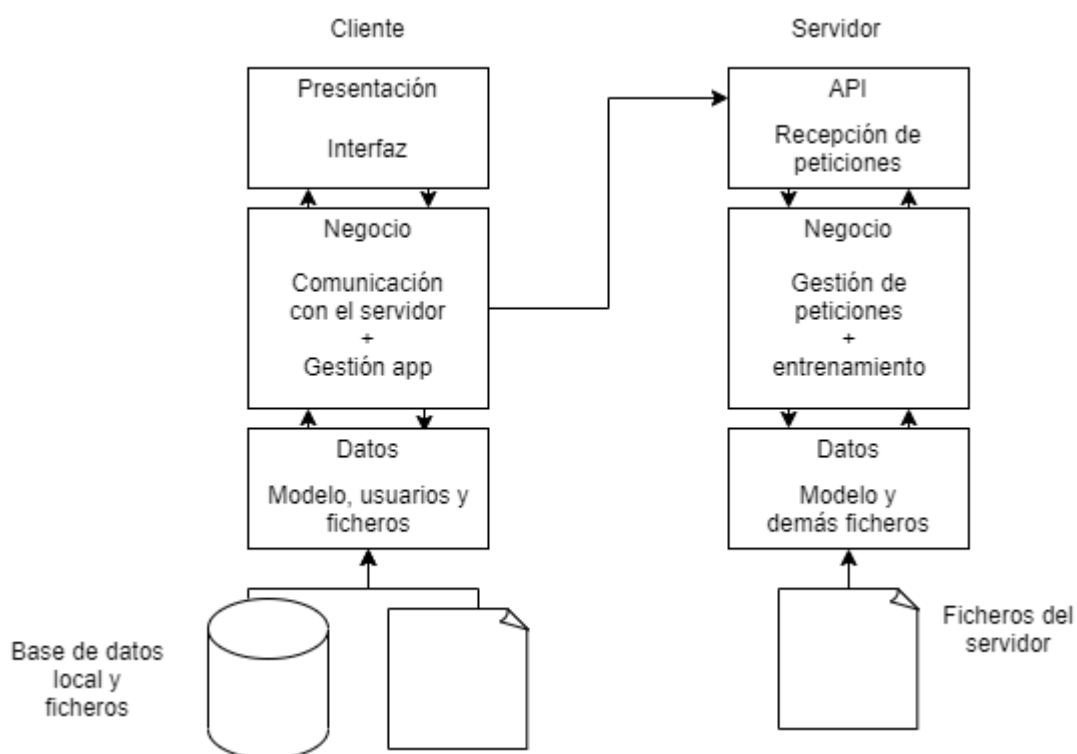 Cliente
Presentación
Interfaz
Negocio
Comunicación
con el servidor
+
Gestión app
Datos
Modelo, usuarios y
ficheros
Base de datos
local y
ficheros
Servidor
API
Recepción de
peticiones
Negocio
Gestión de
peticiones
+
entrenamiento
Datos
Modelo y
demás ficheros
Ficheros del
servidor